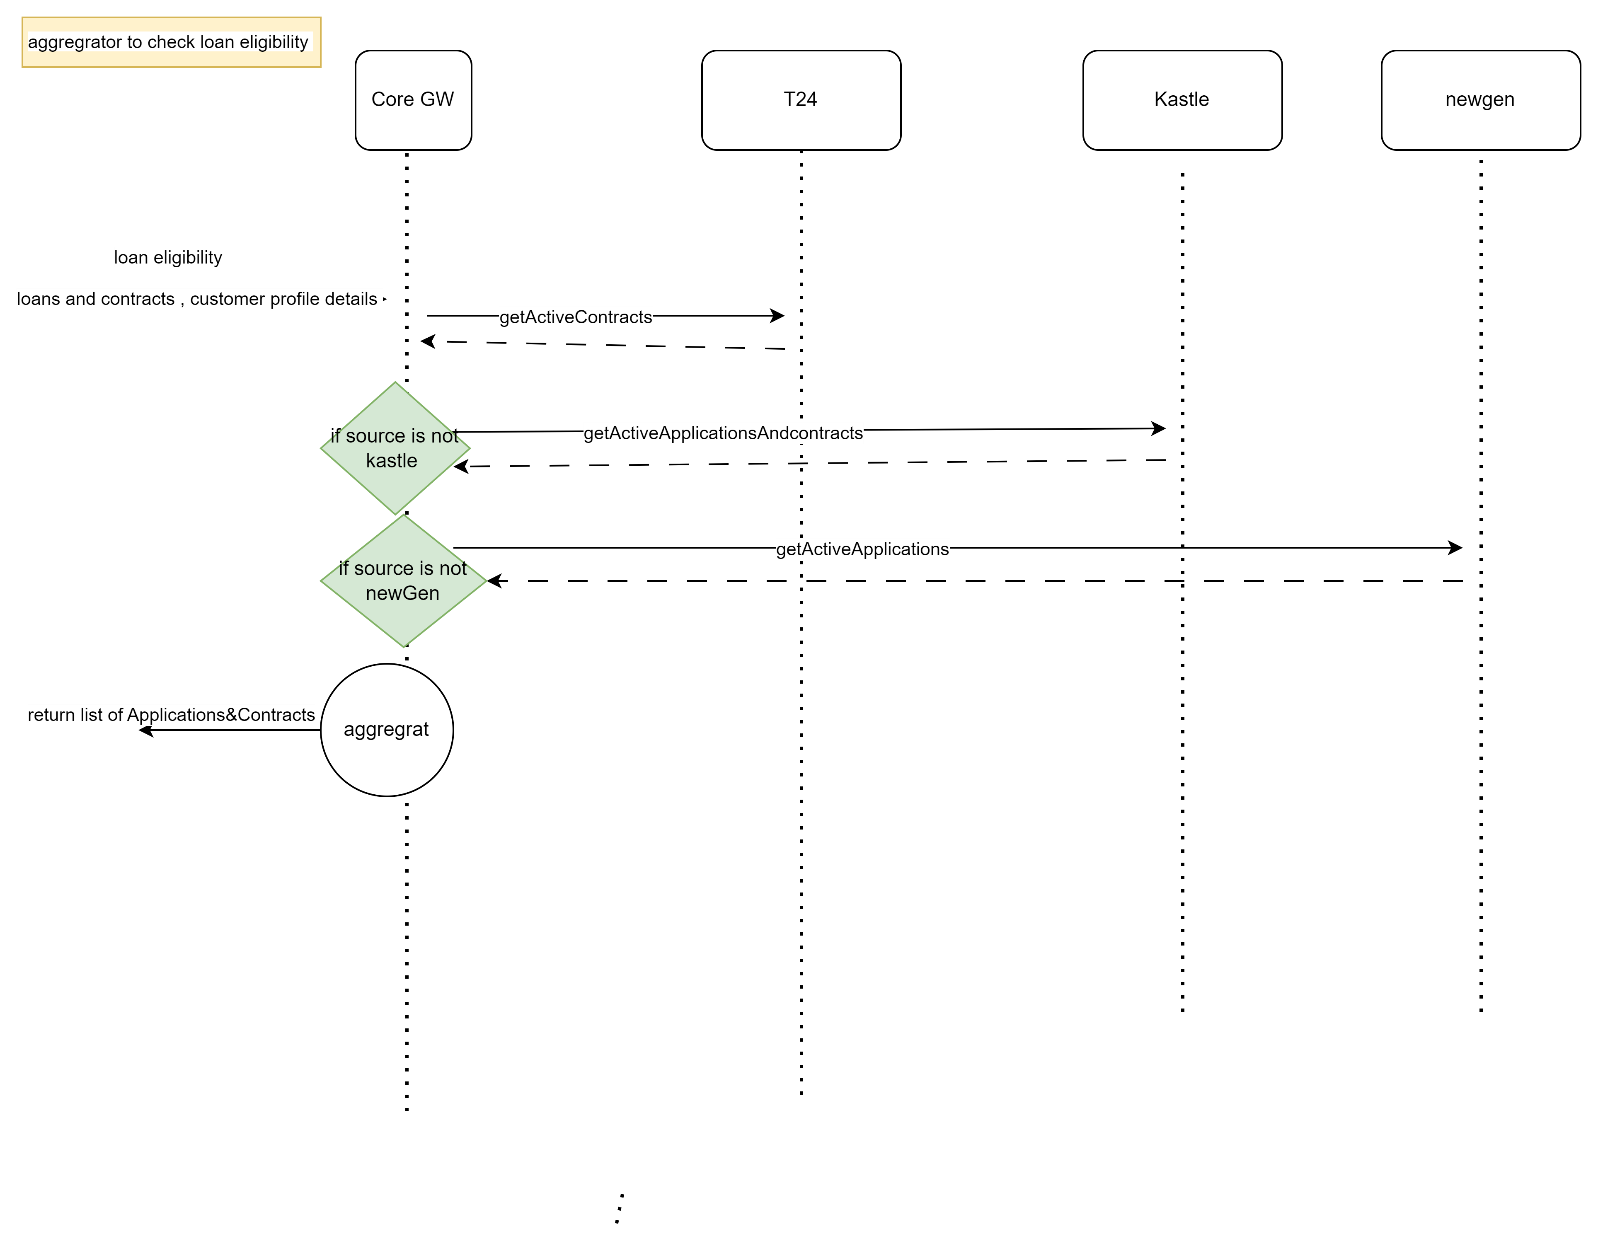 aggregrator to check loan eligibility
Core GW
T24
Kastle
newgen
loan eligibility
loans and contracts , customer profile details
getActiveContracts
if source is not
kastle
getActiveApplicationsAndcontracts
if source is not
newGen
getActiveApplications
return list of Applications&Contracts
aggregrat